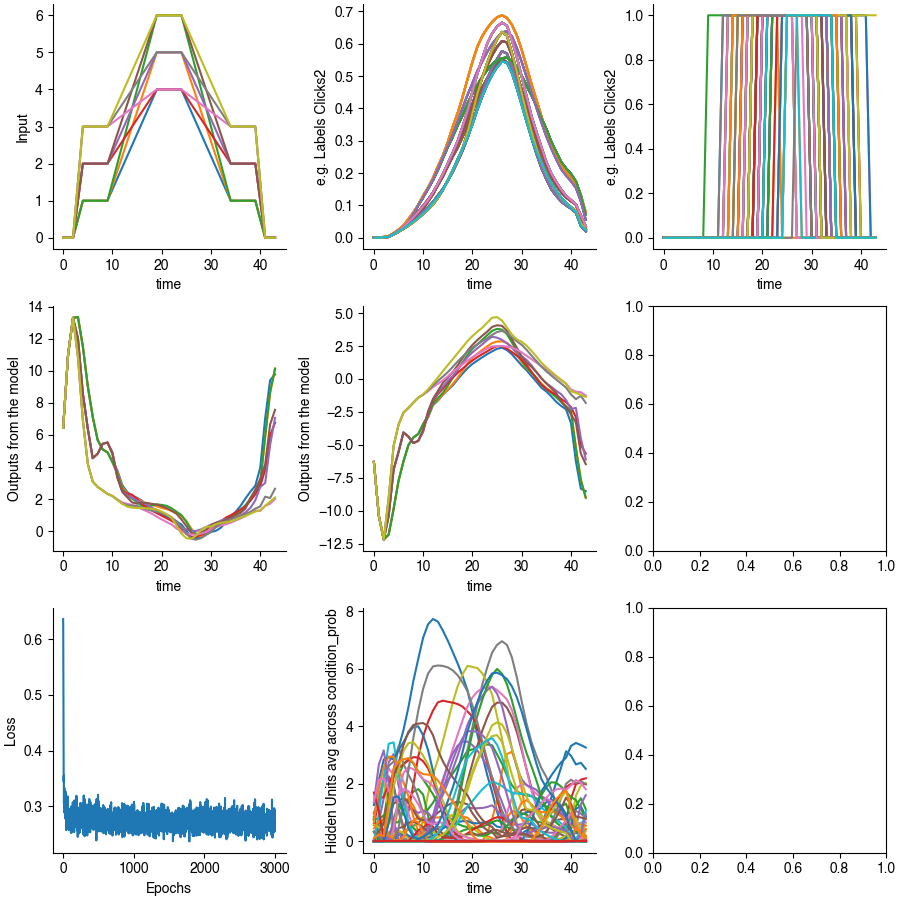 6
5
4
3
2
1
0
Input
0 10 20 30 40
time
0.7
0.6
0.5
0.4
0.3
0.2
0.1
0.0
e.g. Labels Clicks2
0 10 20 30 40
time
1.0
0.8
0.6
0.4
0.2
0.0
e.g. Labels Clicks2
0 10 20 30 40
time
14
12
10
8
6
4
2
0
Outputs from the model
0 10 20 30 40
time
5.0
2.5
0.0
−2.5
−5.0
−7.5
−10.0
−12.5
Outputs from the model
0 10 20 30 40
time
1.0
0.8
0.6
0.4
0.2
0.0
0.0 0.2 0.4 0.6 0.8 1.0
0.6
0.5
0.4
0.3
Loss
0 1000 2000 3000
Epochs
8
6
4
2
0
Hidden Units avg across condition_prob
0 10 20 30 40
time
1.0
0.8
0.6
0.4
0.2
0.0
0.0 0.2 0.4 0.6 0.8 1.0